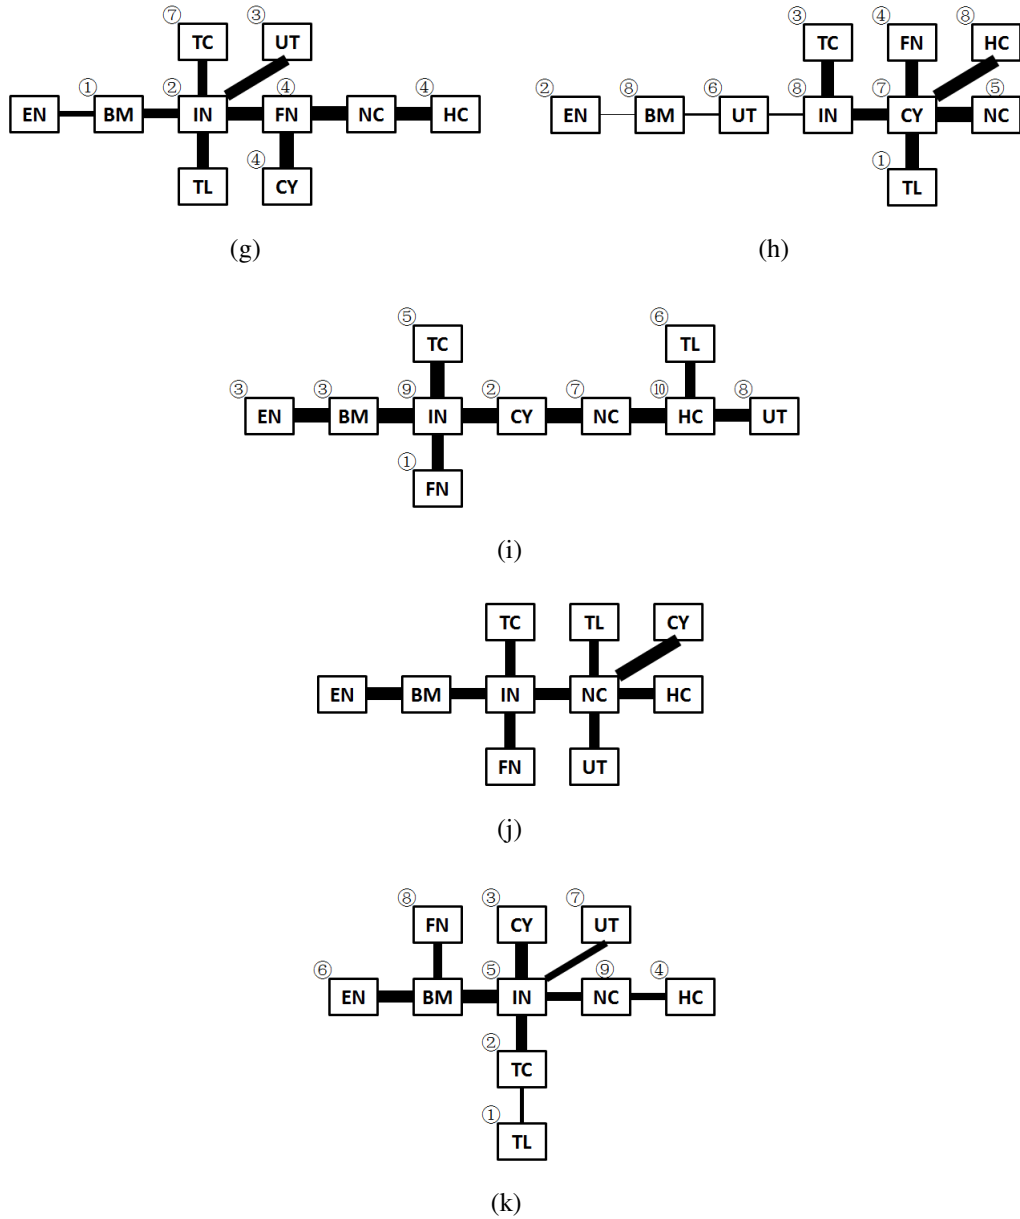 ⑦ ③
TC UT
① ② ④ ④
EN BM IN FN NC HC
④
TL CY
(g)
③ ④ ⑧
TC FN HC
② ⑧ ⑥ ⑧ ⑦ ⑤
EN BM UT IN CY NC
①
TL
(h)
⑤ ⑥
TC TL
③ ③ ⑨ ② ⑦ ⑩ ⑧
EN BM IN CY NC HC UT
①
FN
(i)
TC TL CY
EN BM IN NC HC
FN UT
(j)
⑧ ③ ⑦
FN CY UT
⑥ ⑤ ⑨ ④
EN BM IN NC HC
②
TC
①
TL
(k)